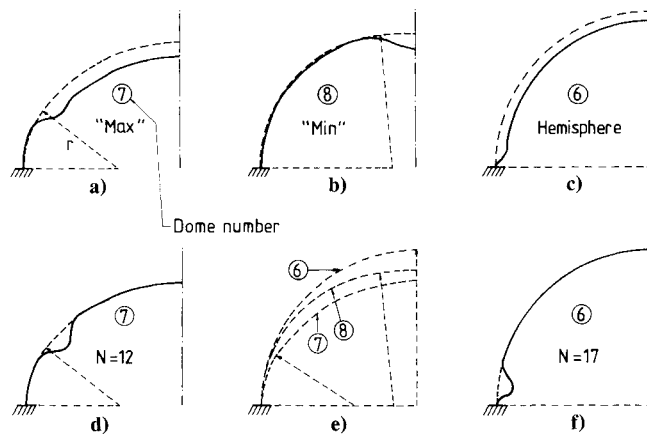 ⑦
"Max"
r
a)
⑧
"Min"
b)
⑥
Hemisphere
c)
Dome number
⑦
N=12
d)
⑥
⑧
⑦
e)
⑥
N=17
f)